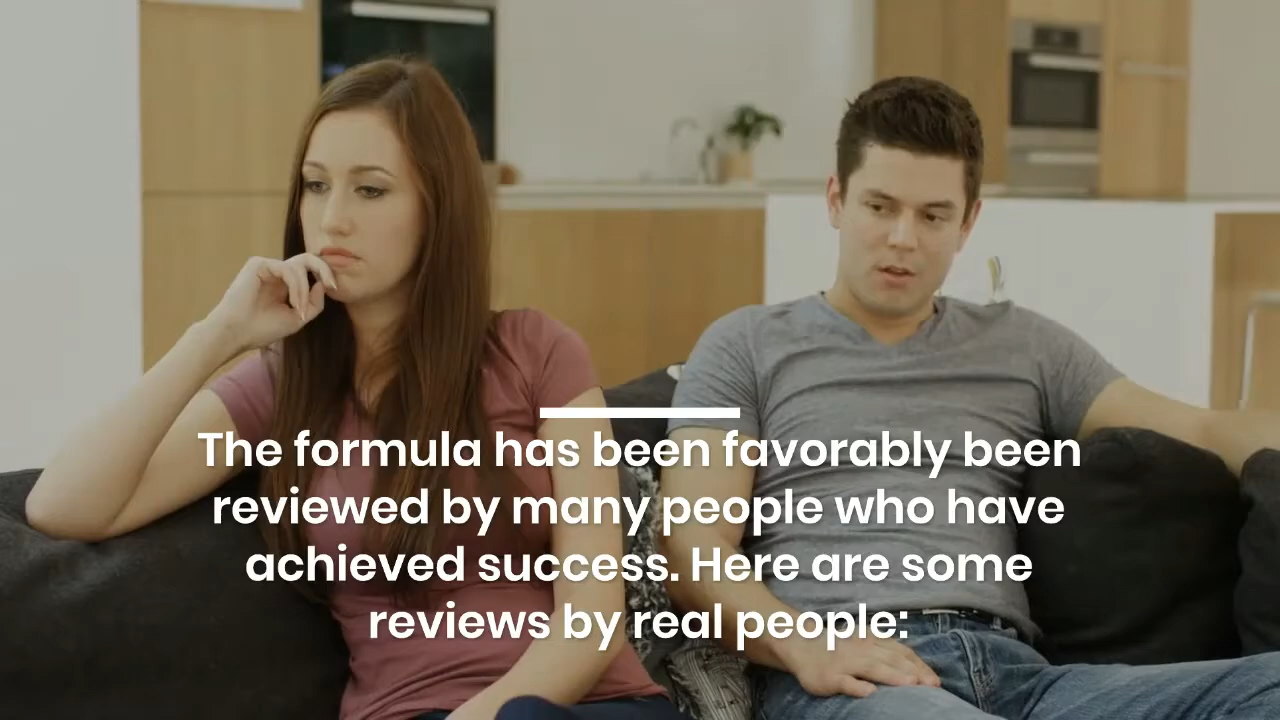 The formula has been favorably been
reviewed by many people who have
achieved success. Here are some
reviews by real people: